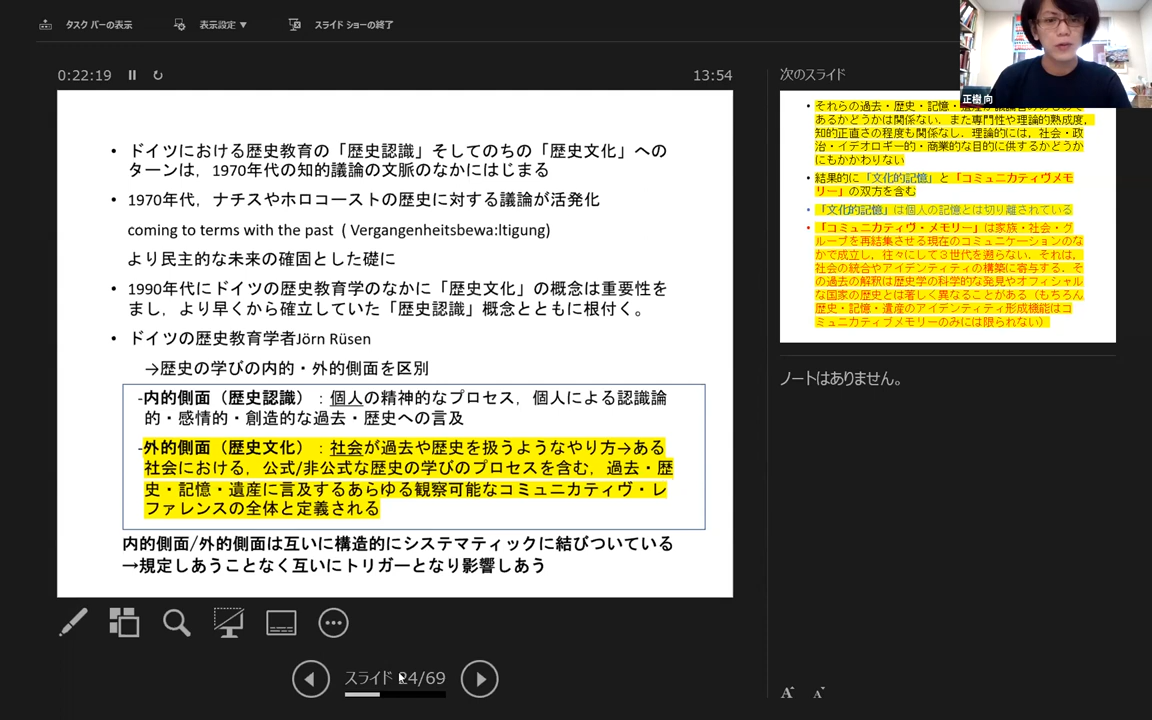 タスク バーの表示 表示設定 ▼ スライド ショーの終了
0:22:19 13:54
• ドイツにおける歴史教育の「歴史認識」そしてのちの「歴史文化」への
ターンは，1970年代の知的議論の文脈のなかにはじまる
• 1970年代，ナチスやホロコーストの歴史に対する議論が活発化
coming to terms with the past（Vergangenheitsbewa:ltigung)
より民主的な未来の確固とした礎に
• 1990年代にドイツの歴史教育学のなかに「歴史文化」の概念は重要性を
まし，より早くから確立していた「歴史認識」概念とともに根付く。
• ドイツの歴史教育学者Jörn Rüsen
→歴史の学びの内的・外的側面を区別
-内的側面（歴史認識）：個人の精神的なプロセス，個人による認識論
的・感情的・創造的な過去・歴史への言及
-外的側面（歴史文化）：社会が過去や歴史を扱うようなやり方→ある
社会における，公式/非公式な歴史の学びのプロセスを含む，過去・歴
史・記憶・遺産に言及するあらゆる観察可能なコミュニカティヴ・レ
ファレンスの全体と定義される
内的側面/外的側面は互いに構造的にシステマティックに結びついている
→規定しあうことなく互いにトリガーとなり影響しあう
スライド 24/69
次のスライド
正樹 向
• それらの過去・歴史・記憶・
あるかどうかは関係ない．また専門性や理論的熟成度，
知的正直さの程度も関係なし．理論的には，社会・政
治・イデオロギー的・商業的な目的に供するかどうか
にもかかわりない
• 結果的に「文化的記憶」と「コミュニカティヴメモ
リー」の双方を含む
• 「文化的記憶」は個人の記憶とは切り離されている
• 「コミュニカティヴ・メモリー」は家族・社会・グ
ループを再結集させる現在のコミュニケーションのな
かで成立し，往々にして３世代を遡らない．それは，
社会の統合やアイデンティティの構築に寄与する．そ
の過去の解釈は歴史学の科学的な発見やオフィシャル
な国家の歴史とは著しく異なることがある（もちろん
歴史・記憶・遺産のアイデンティティ形成機能はコ
ミュニカティブメモリーのみには限られない）
ノートはありません。
A A